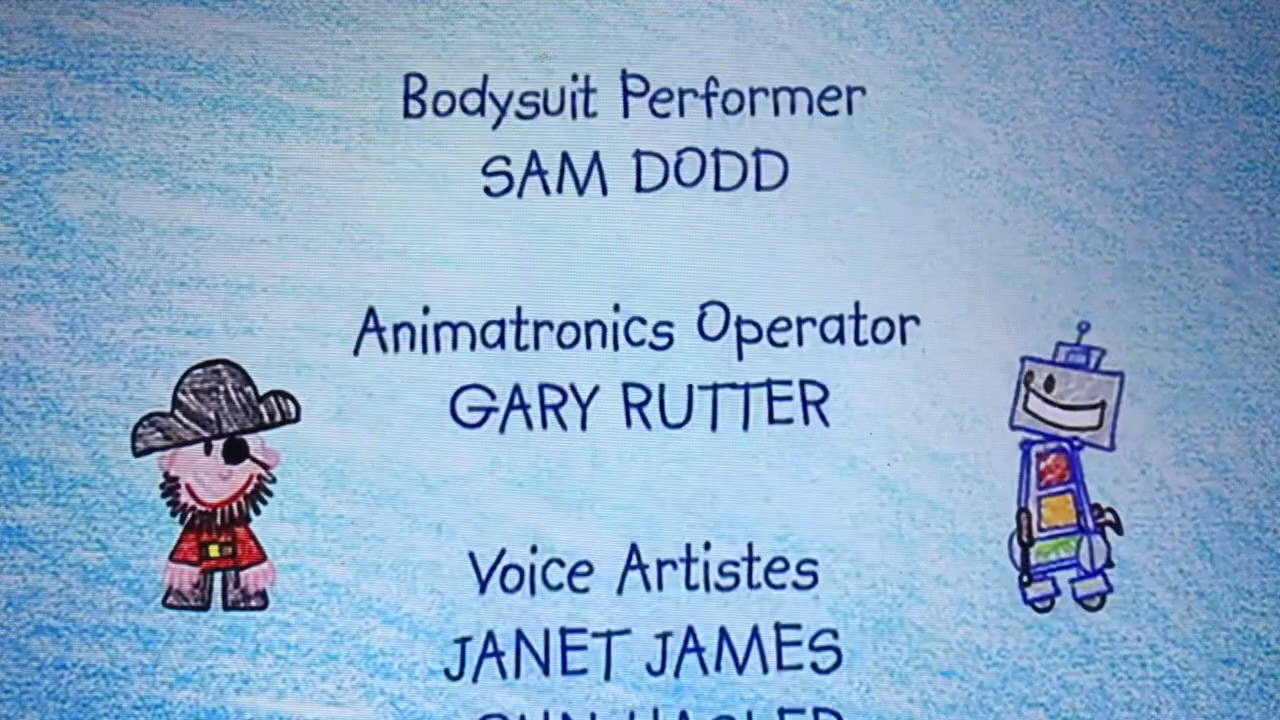 Bodysuit Performer
SAM DODD
Animatronics Operator
GARY RUTTER
Voice Artistes
JANET JAMES